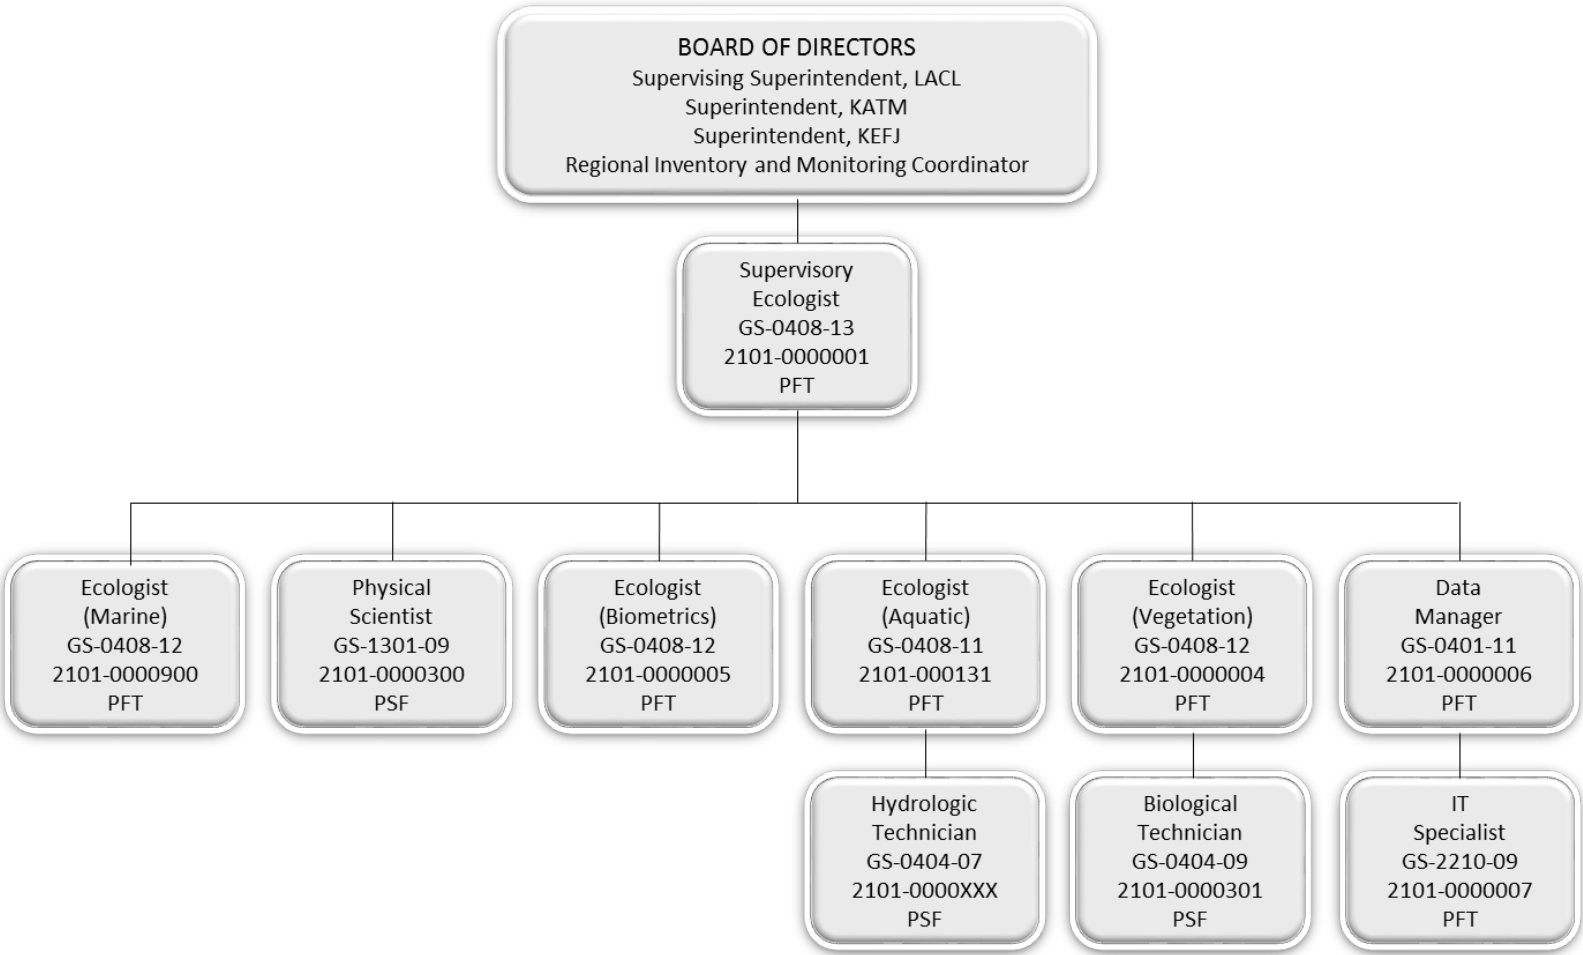 BOARD OF DIRECTORS
Supervising Superintendent, LACL
Superintendent, KATM
Superintendent, KEFJ
Regional Inventory and Monitoring Coordinator
Supervisory
Ecologist
GS-0408-13
2101-0000001
PFT
Ecologist
(Marine)
GS-0408-12
2101-0000900
PFT
Physical
Scientist
GS-1301-09
2101-0000300
PSF
Ecologist
(Biometrics)
GS-0408-12
2101-0000005
PFT
Ecologist
(Aquatic)
GS-0408-11
2101-000131
PFT
Ecologist
(Vegetation)
GS-0408-12
2101-0000004
PFT
Data
Manager
GS-0401-11
2101-0000006
PFT
Hydrologic
Technician
GS-0404-07
2101-0000XXX
PSF
Biological
Technician
GS-0404-09
2101-0000301
PSF
IT
Specialist
GS-2210-09
2101-0000007
PFT